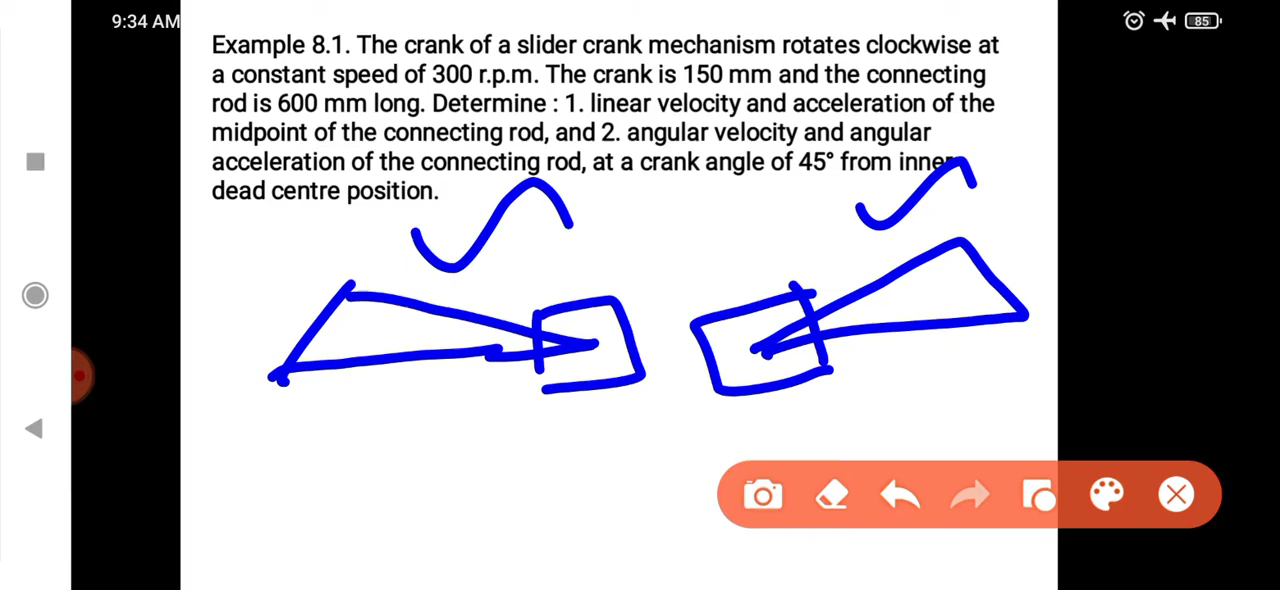 9:34 AM
85
Example 8.1. The crank of a slider crank mechanism rotates clockwise at
a constant speed of 300 r.p.m. The crank is 150 mm and the connecting
rod is 600 mm long. Determine : 1. linear velocity and acceleration of the
midpoint of the connecting rod, and 2. angular velocity and angular
acceleration of the connecting rod, at a crank angle of 45° from inner
dead centre position.